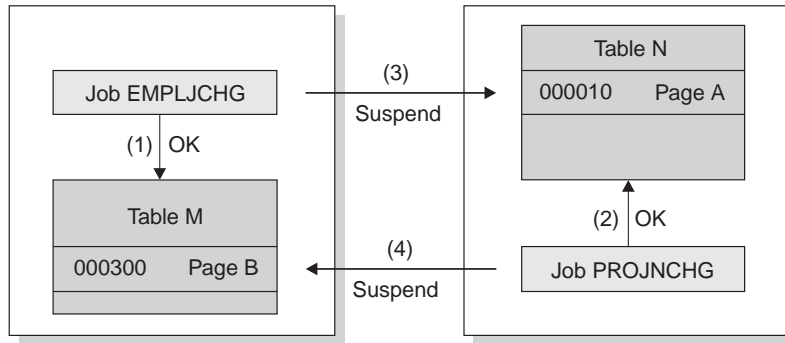 Job EMPLJCHG
(1) OK
Table M
000300 Page B
(3)
Suspend
(4)
Suspend
Table N
000010 Page A
(2) OK
Job PROJNCHG